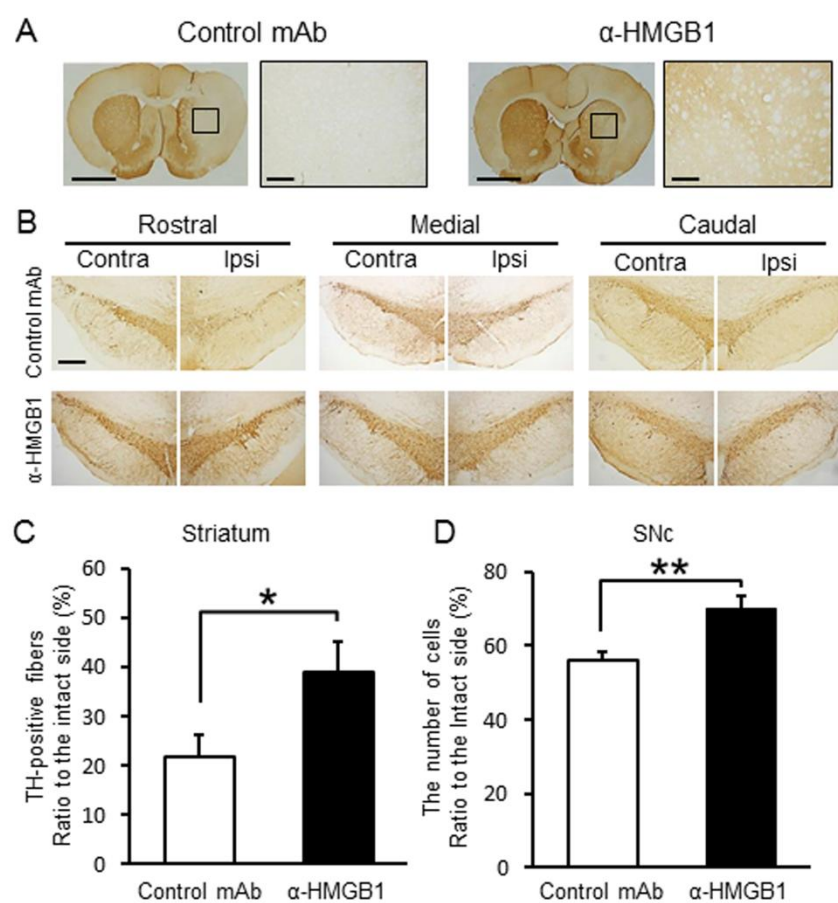 A
Control mAb
α-HMGB1
B
Rostral
Medial
Caudal
Contra
Ipsi
Contra
Ipsi
Contra
Ipsi
Control mAb
α-HMGB1
C
Striatum
TH-positive fibers
Ratio to the intact side (%)
60
50
40
30
20
10
0
*
Control mAb
α-HMGB1
D
SNc
The number of cells
Ratio to the Intact side (%)
80
60
40
60
0
**
Control mAb
α-HMGB1